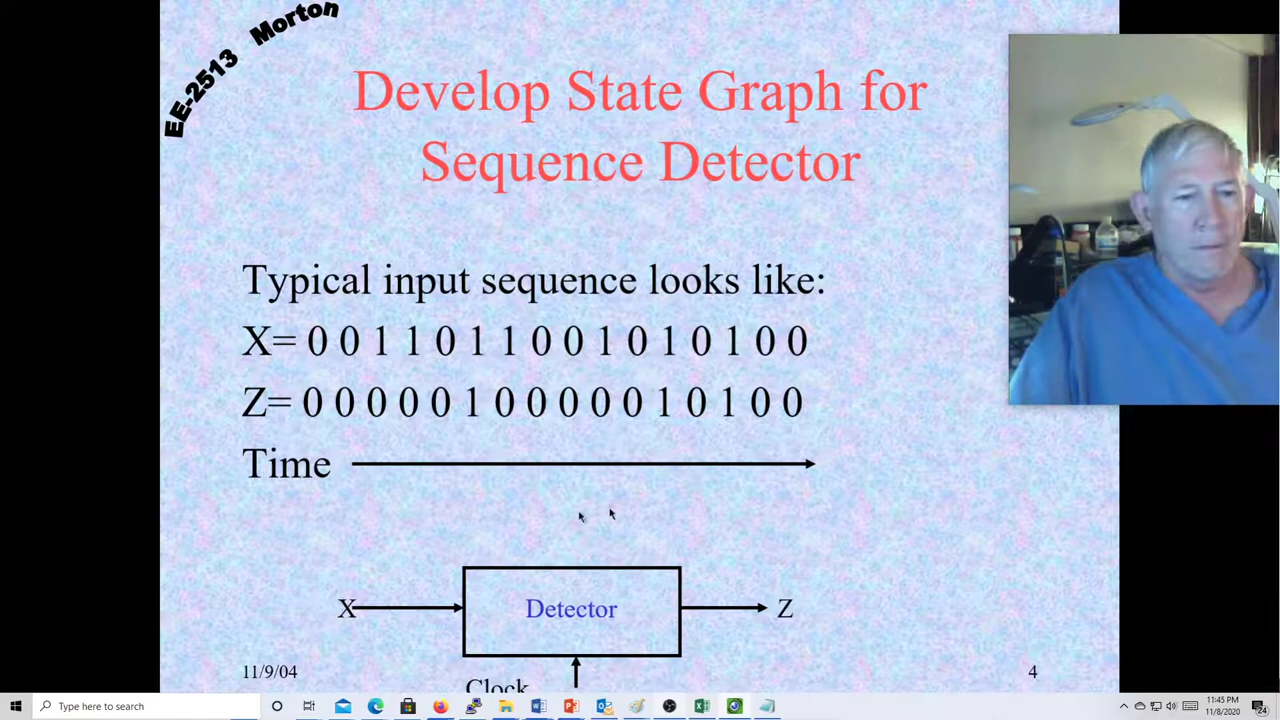 EE-2513 Morton
Develop State Graph for
Sequence Detector
Typical input sequence looks like:
X= 0 0 1 1 0 1 1 0 0 1 0 1 0 1 0 0
Z= 0 0 0 0 0 1 0 0 0 0 0 1 0 1 0 0
Time
X
Detector
Z
11/9/04
4
Clock
Type here to search
11:45 PM
11/8/2020
24